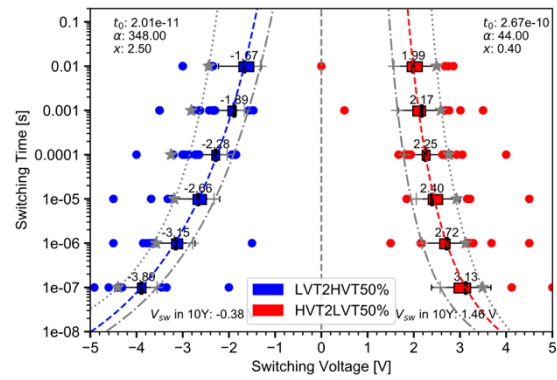 t₀: 2.01e-11
α: 348.00
x: 2.50
t₀: 2.67e-10
α: 44.00
x: 0.40
0.1
0.01
0.001
0.0001
1e-05
1e-06
1e-07
1e-08
Switching Time [s]
-1.67
-1.89
-2.28
-2.66
-3.15
-3.89
1.99
2.17
2.25
2.40
2.72
3.13
LVT2HVT50%
HVT2LVT50%
V_sw in 10Y: -0.38 V
V_sw in 10Y: 1.46 V
-5 -4 -3 -2 -1 0 1 2 3 4 5
Switching Voltage [V]